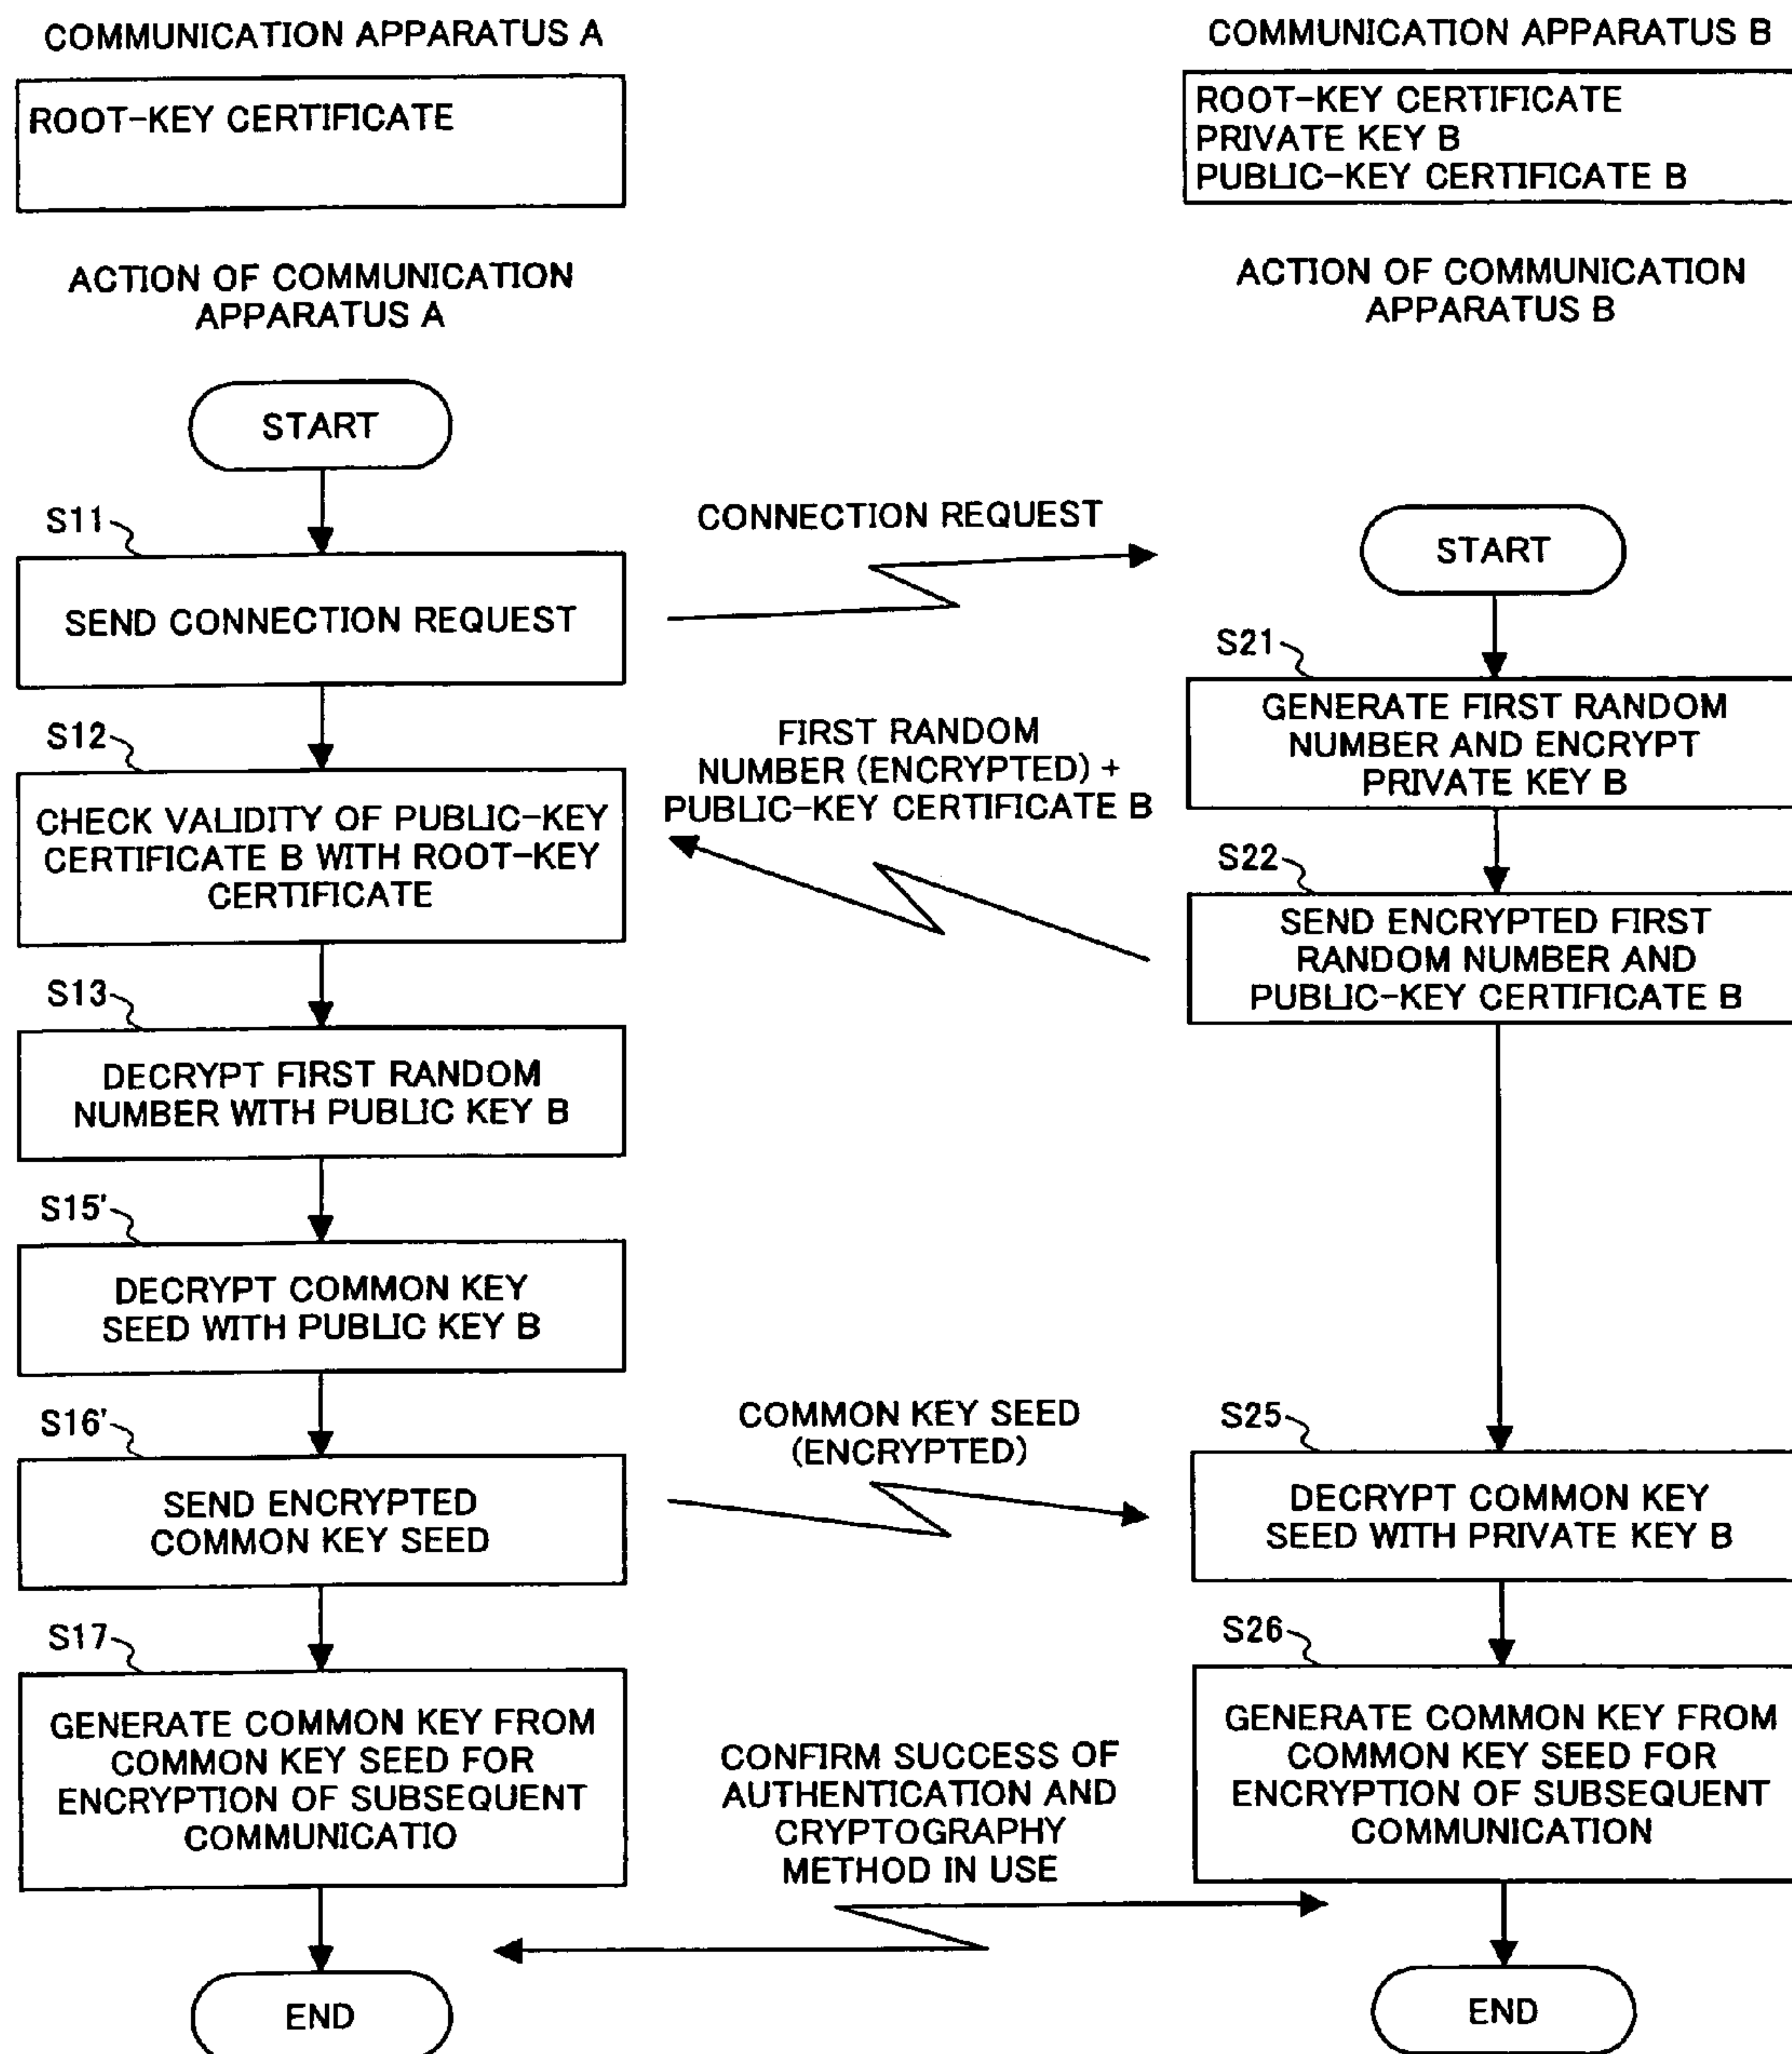 COMMUNICATION APPARATUS A
ROOT-KEY CERTIFICATE
ACTION OF COMMUNICATION
APPARATUS A
COMMUNICATION APPARATUS B
ROOT-KEY CERTIFICATE
PRIVATE KEY B
PUBLIC-KEY CERTIFICATE B
ACTION OF COMMUNICATION
APPARATUS B
START
S11
SEND CONNECTION REQUEST
CONNECTION REQUEST
START
S21
GENERATE FIRST RANDOM
NUMBER AND ENCRYPT
PRIVATE KEY B
S22
SEND ENCRYPTED FIRST
RANDOM NUMBER AND
PUBLIC-KEY CERTIFICATE B
FIRST RANDOM
NUMBER (ENCRYPTED) +
PUBLIC-KEY CERTIFICATE B
S12
CHECK VALIDITY OF PUBLIC-KEY
CERTIFICATE B WITH ROOT-KEY
CERTIFICATE
S13
DECRYPT FIRST RANDOM
NUMBER WITH PUBLIC KEY B
S15'
DECRYPT COMMON KEY
SEED WITH PUBLIC KEY B
S16'
SEND ENCRYPTED
COMMON KEY SEED
COMMON KEY SEED
(ENCRYPTED)
S25
DECRYPT COMMON KEY
SEED WITH PRIVATE KEY B
S17
GENERATE COMMON KEY FROM
COMMON KEY SEED FOR
ENCRYPTION OF SUBSEQUENT
COMMUNICATIO
S26
GENERATE COMMON KEY FROM
COMMON KEY SEED FOR
ENCRYPTION OF SUBSEQUENT
COMMUNICATION
CONFIRM SUCCESS OF
AUTHENTICATION AND
CRYPTOGRAPHY
METHOD IN USE
END
END